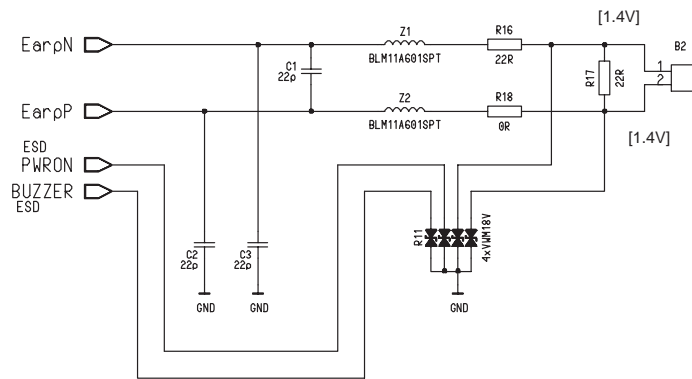 [1.4V]
EarpN
Z1
BLM11A601SPT
R16
22R
B2
C1
22p
R17
22R
1
2
EarpP
Z2
BLM11A601SPT
R18
0R
[1.4V]
ESD
PWRON
BUZZER
ESD
R11
4xVWM18V
C2
22p
C3
22p
GND
GND
GND